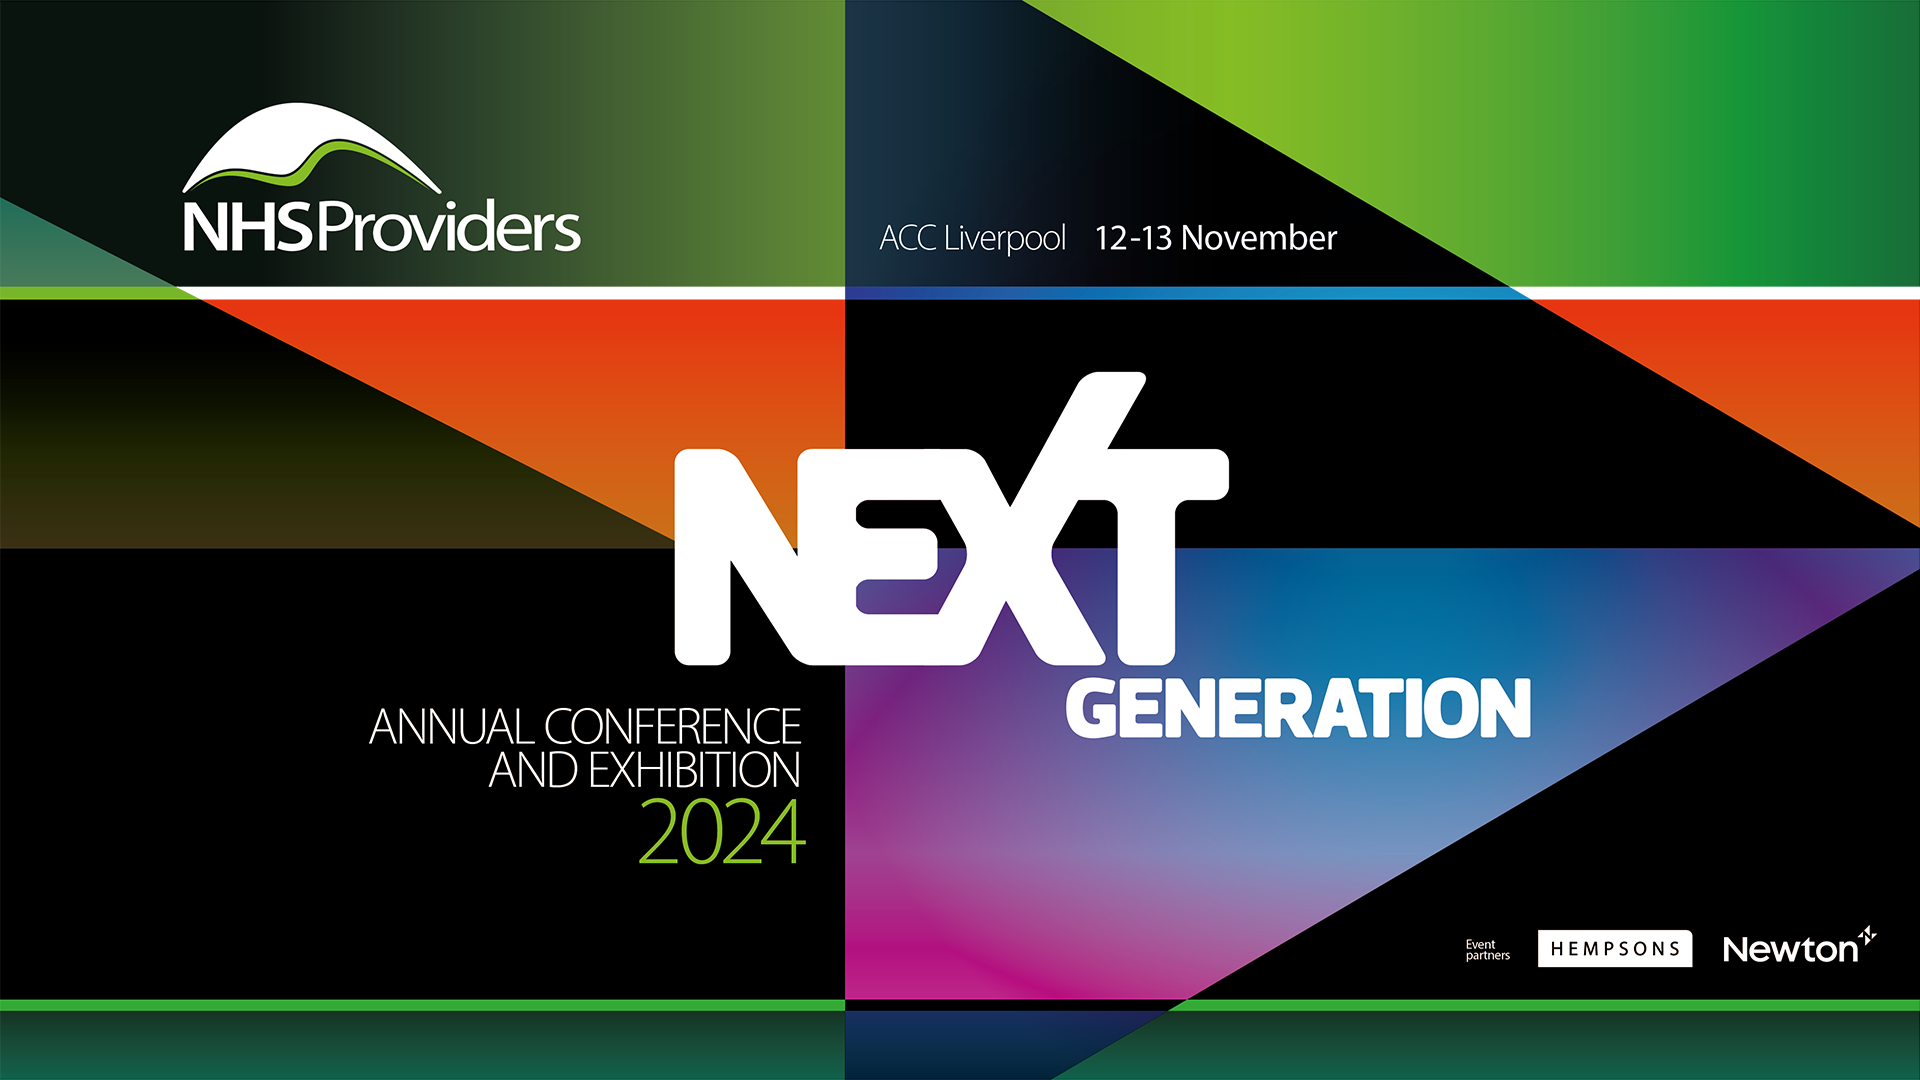 NHSProviders
ACC Liverpool 12-13 November
NEXT
GENERATION
ANNUAL CONFERENCE
AND EXHIBITION
2024
Event
partners
HEMPSONS
Newton